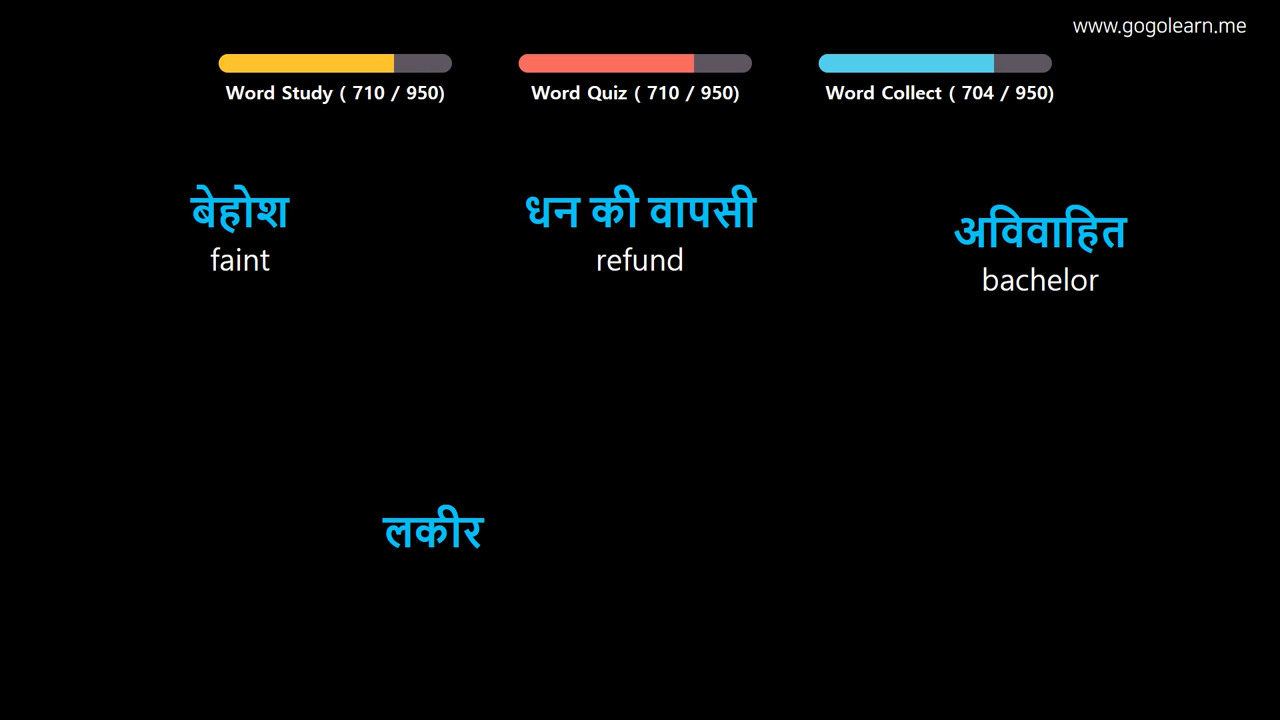 www.gogolearn.me
Word Study ( 710 / 950)
Word Quiz ( 710 / 950)
Word Collect ( 704 / 950)
बेहोश
faint
धन की वापसी
refund
अविवाहित
bachelor
लकीर